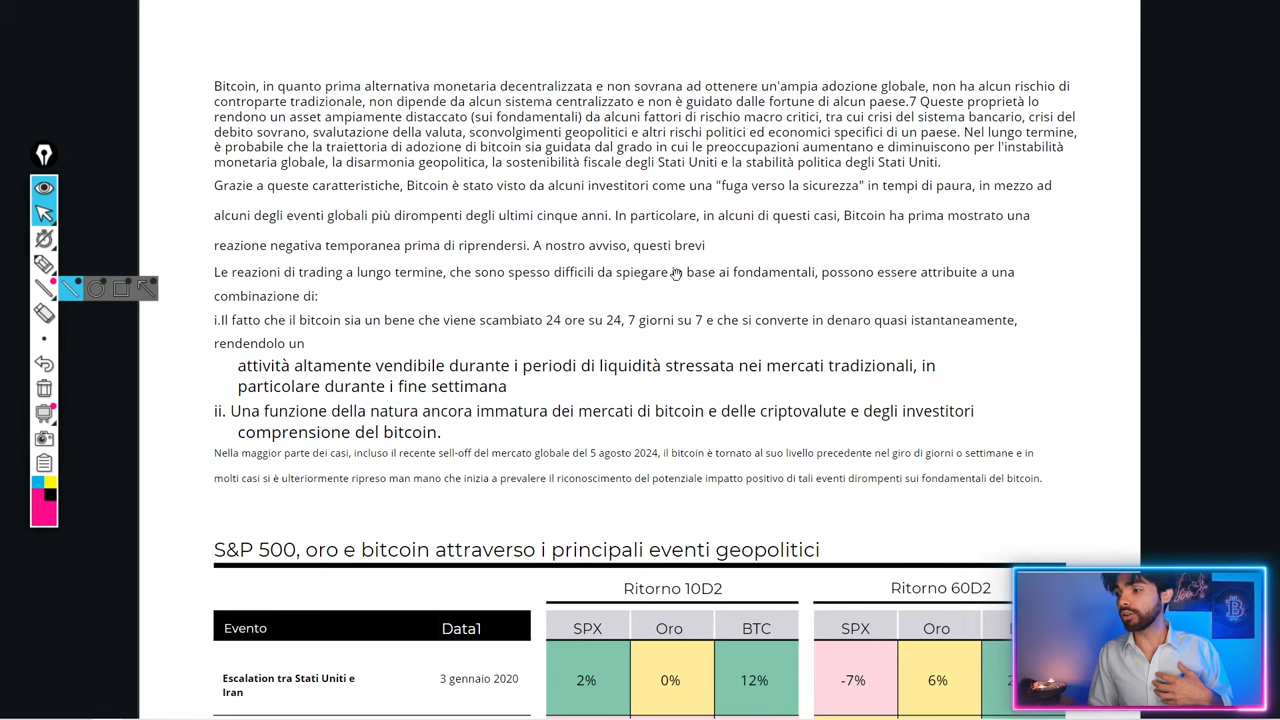 Bitcoin, in quanto prima alternativa monetaria decentralizzata e non sovrana ad ottenere un'ampia adozione globale, non ha alcun rischio di
controparte tradizionale, non dipende da alcun sistema centralizzato e non è guidato dalle fortune di alcun paese.7 Queste proprietà lo
rendono un asset ampiamente distaccato (sui fondamentali) da alcuni fattori di rischio macro critici, tra cui crisi del sistema bancario, crisi del
debito sovrano, svalutazione della valuta, sconvolgimenti geopolitici e altri rischi politici ed economici specifici di un paese. Nel lungo termine,
è probabile che la traiettoria di adozione di bitcoin sia guidata dal grado in cui le preoccupazioni aumentano e diminuiscono per l'instabilità
monetaria globale, la disarmonia geopolitica, la sostenibilità fiscale degli Stati Uniti e la stabilità politica degli Stati Uniti.
Grazie a queste caratteristiche, Bitcoin è stato visto da alcuni investitori come una "fuga verso la sicurezza" in tempi di paura, in mezzo ad
alcuni degli eventi globali più dirompenti degli ultimi cinque anni. In particolare, in alcuni di questi casi, Bitcoin ha prima mostrato una
reazione negativa temporanea prima di riprendersi. A nostro avviso, questi brevi
Le reazioni di trading a lungo termine, che sono spesso difficili da spiegare base ai fondamentali, possono essere attribuite a una
combinazione di:
i.Il fatto che il bitcoin sia un bene che viene scambiato 24 ore su 24, 7 giorni su 7 e che si converte in denaro quasi istantaneamente,
rendendolo un
attività altamente vendibile durante i periodi di liquidità stressata nei mercati tradizionali, in
particolare durante i fine settimana
ii. Una funzione della natura ancora immatura dei mercati di bitcoin e delle criptovalute e degli investitori
comprensione del bitcoin.
Nella maggior parte dei casi, incluso il recente sell-off del mercato globale del 5 agosto 2024, il bitcoin è tornato al suo livello precedente nel giro di giorni o settimane e in
molti casi si è ulteriormente ripreso man mano che inizia a prevalere il riconoscimento del potenziale impatto positivo di tali eventi dirompenti sui fondamentali del bitcoin.
S&P 500, oro e bitcoin attraverso i principali eventi geopolitici
Ritorno 10D2 Ritorno 60D2
Evento Data1 SPX Oro BTC SPX Oro
Escalation tra Stati Uniti e
Iran
3 gennaio 2020 2% 0% 12% -7% 6%